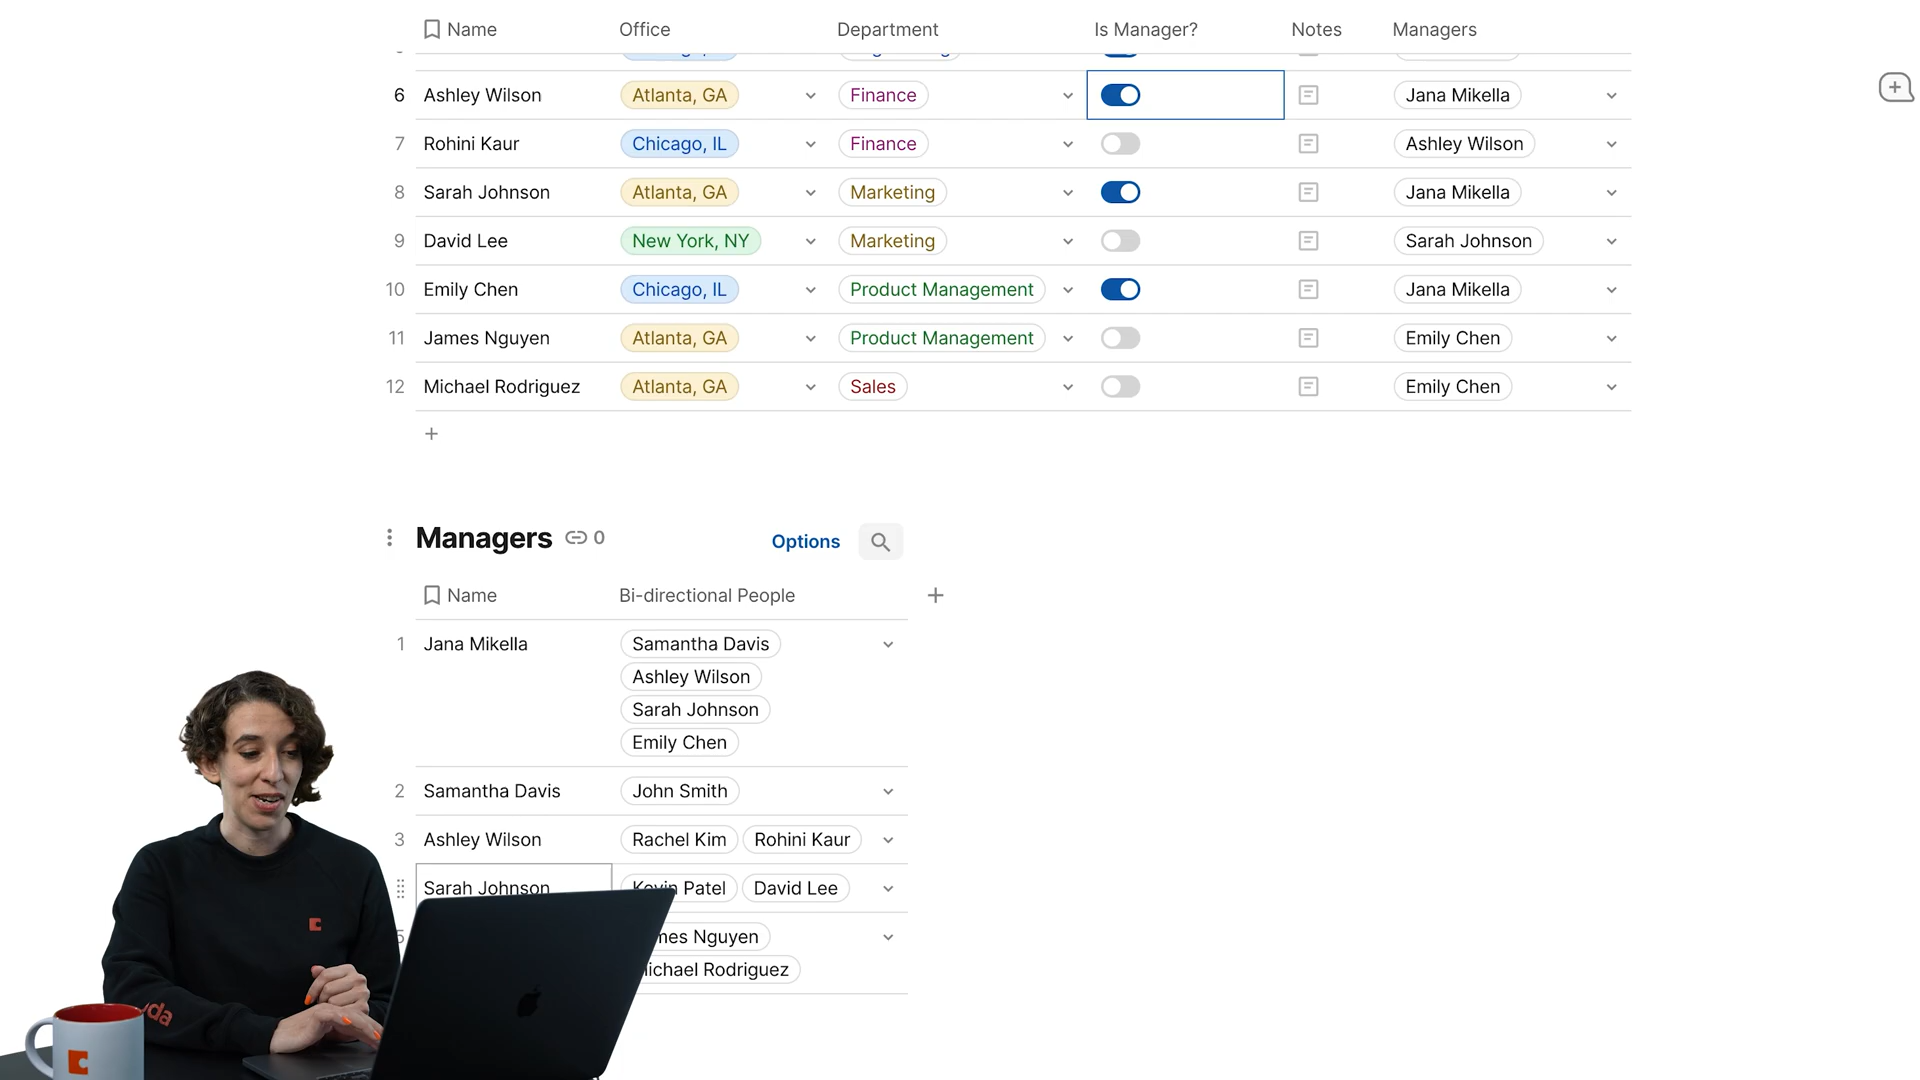 Name Office Department Is Manager? Notes Managers
6 Ashley Wilson Atlanta, GA Finance Jana Mikella
7 Rohini Kaur Chicago, IL Finance Ashley Wilson
8 Sarah Johnson Atlanta, GA Marketing Jana Mikella
9 David Lee New York, NY Marketing Sarah Johnson
10 Emily Chen Chicago, IL Product Management Jana Mikella
11 James Nguyen Atlanta, GA Product Management Emily Chen
12 Michael Rodriguez Atlanta, GA Sales Emily Chen
Managers 0 Options
Name Bi-directional People
1 Jana Mikella Samantha Davis
Ashley Wilson
Sarah Johnson
Emily Chen
2 Samantha Davis John Smith
3 Ashley Wilson Rachel Kim Rohini Kaur
Sarah Johnson Kevin Patel David Lee
5 Nguyen
Rodriguez